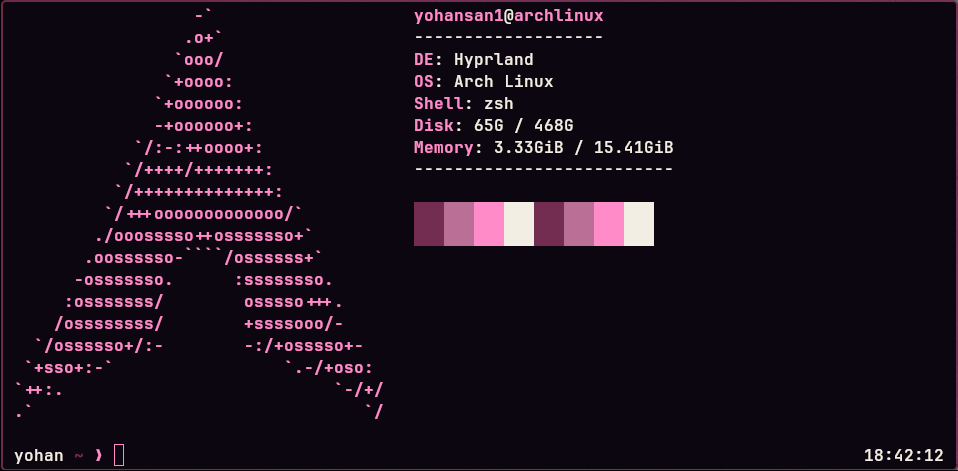 yohansan1@archlinux
-------------------
DE: Hyprland
OS: Arch Linux
Shell: zsh
Disk: 65G / 468G
Memory: 3.33GiB / 15.41GiB
--------------------------
                  -`
                 .o+`
                `ooo/
               `+oooo:
              `+oooooo:
              -+oooooo+:
            `/:-:++oooo+:
           `/++++/+++++++:
          `/++++++++++++++:
         `/+++ooooooooooooo/`
        ./ooosssso++osssssso+`
       .oossssso-````/ossssss+`
      -osssssso.      :ssssssso.
     :osssssss/        osssso+++.
    /ossssssss/        +ssssooo/-
  `/ossssso+/:-        -:/+osssso+-
 `+sso+:-`                 `.-/+oso:
`++:.                           `-/+/
.`                                 `/
yohan ~ ❫
18:42:12